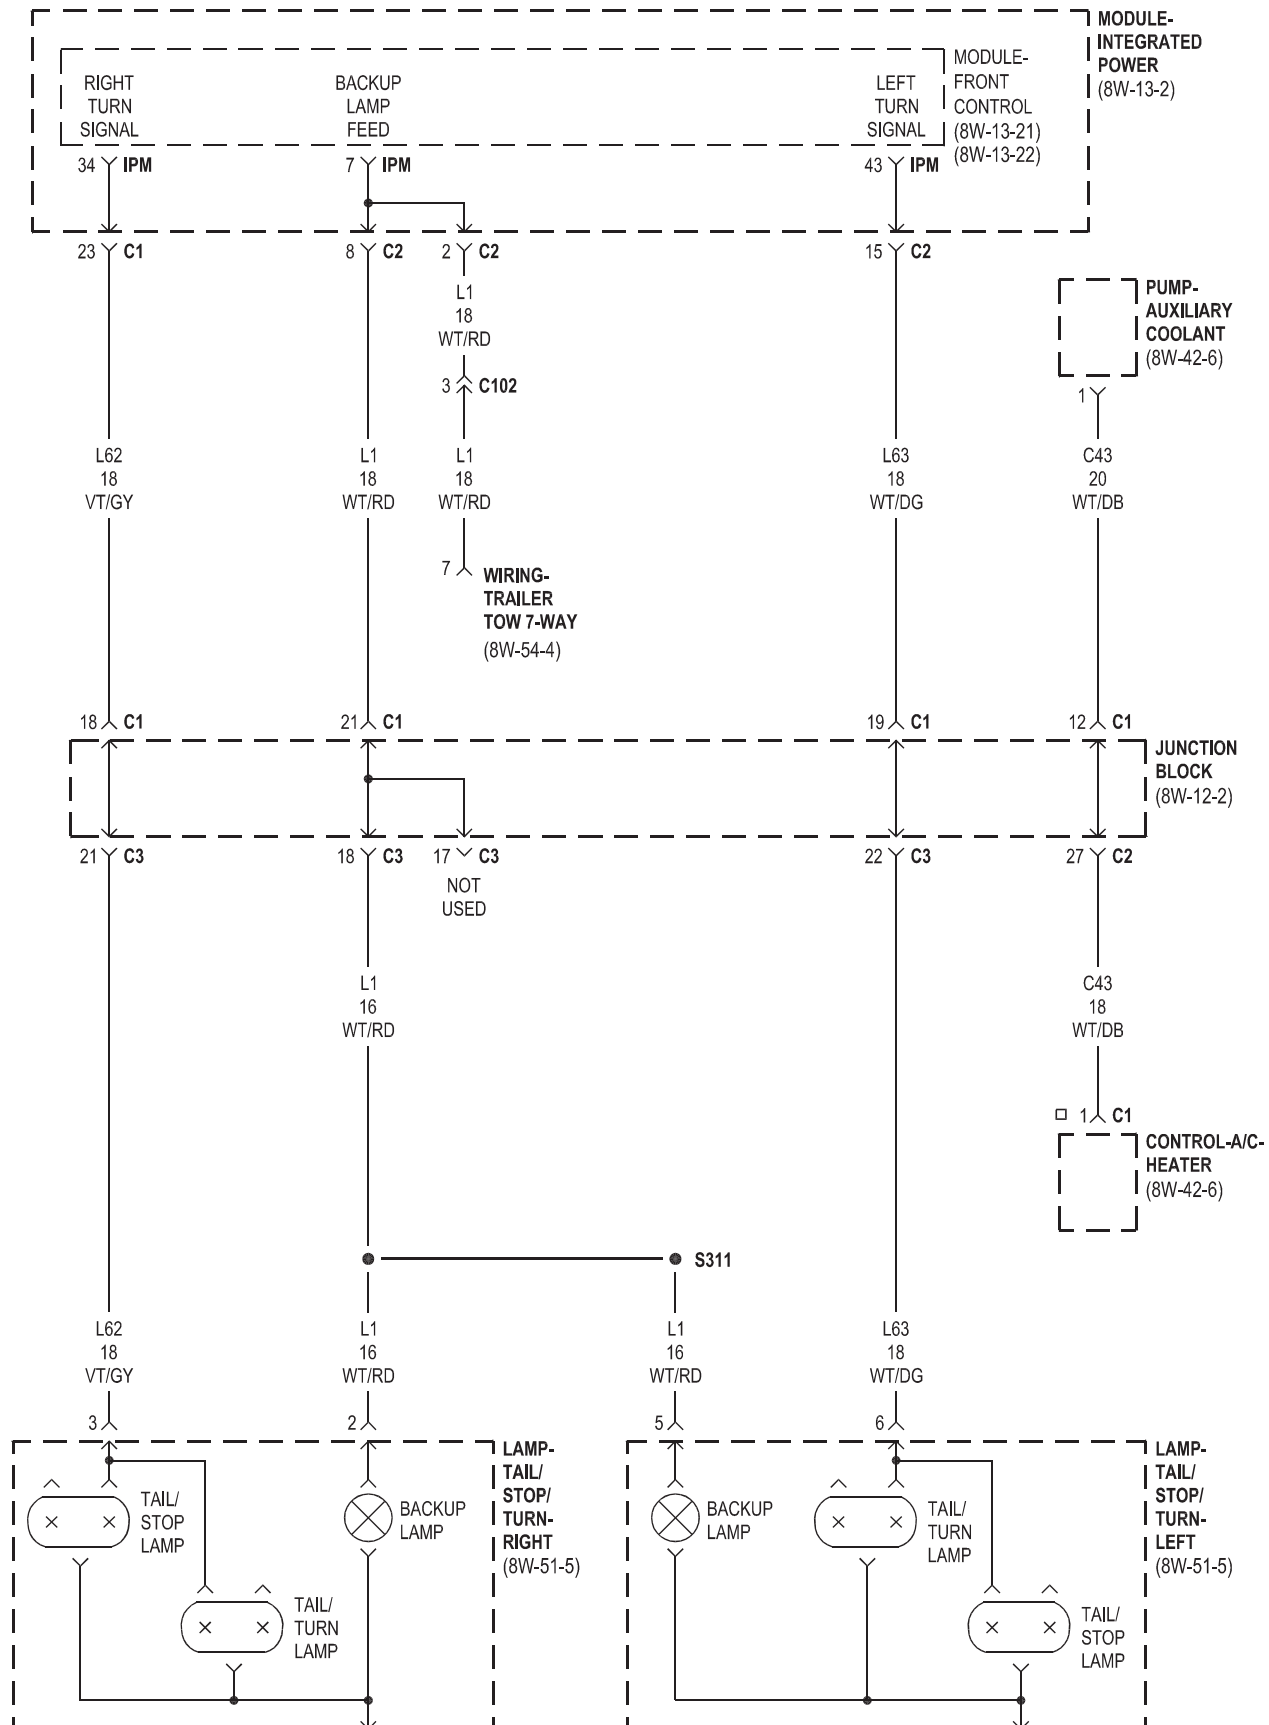 MODULE-
INTEGRATED
POWER
(8W-13-2)
MODULE-
FRONT
CONTROL
(8W-13-21)
(8W-13-22)
RIGHT
TURN
SIGNAL
BACKUP
LAMP
FEED
LEFT
TURN
SIGNAL
34 IPM
7 IPM
43 IPM
23 C1
8 C2
2 C2
15 C2
L1
18
WT/RD
3 C102
PUMP-
AUXILIARY
COOLANT
(8W-42-6)
1
L62
18
VT/GY
L1
18
WT/RD
L1
18
WT/RD
L63
18
WT/DG
C43
20
WT/DB
7
WIRING-
TRAILER
TOW 7-WAY
(8W-54-4)
18 C1
21 C1
19 C1
12 C1
JUNCTION
BLOCK
(8W-12-2)
21 C3
18 C3
17 C3
NOT
USED
22 C3
27 C2
L1
16
WT/RD
C43
18
WT/DB
1 C1
CONTROL-A/C-
HEATER
(8W-42-6)
S311
L62
18
VT/GY
L1
16
WT/RD
L1
16
WT/RD
L63
18
WT/DG
3
2
5
6
TAIL/
STOP
LAMP
BACKUP
LAMP
LAMP-
TAIL/
STOP/
TURN-
RIGHT
(8W-51-5)
TAIL/
TURN
LAMP
BACKUP
LAMP
TAIL/
TURN
LAMP
LAMP-
TAIL/
STOP/
TURN-
LEFT
(8W-51-5)
TAIL/
STOP
LAMP